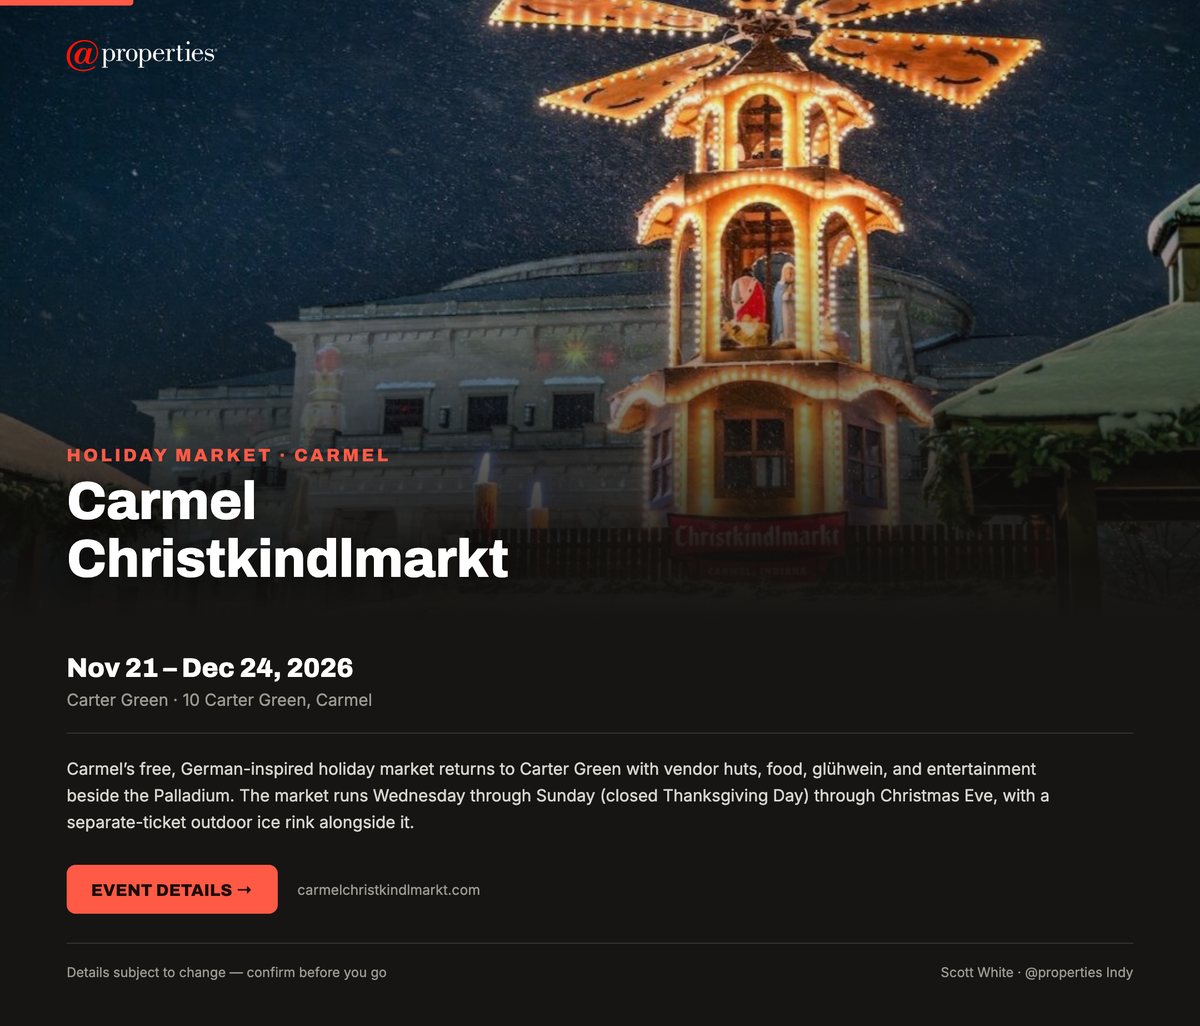 @properties
HOLIDAY MARKET · CARMEL
Carmel
Christkindlmarkt
Christkindlmarkt
CARMEL, INDIANA
Nov 21 – Dec 24, 2026
Carter Green · 10 Carter Green, Carmel
Carmel’s free, German-inspired holiday market returns to Carter Green with vendor huts, food, glühwein, and entertainment
beside the Palladium. The market runs Wednesday through Sunday (closed Thanksgiving Day) through Christmas Eve, with a
separate-ticket outdoor ice rink alongside it.
EVENT DETAILS → carmelchristkindlmarkt.com
Details subject to change — confirm before you go
Scott White · @properties Indy